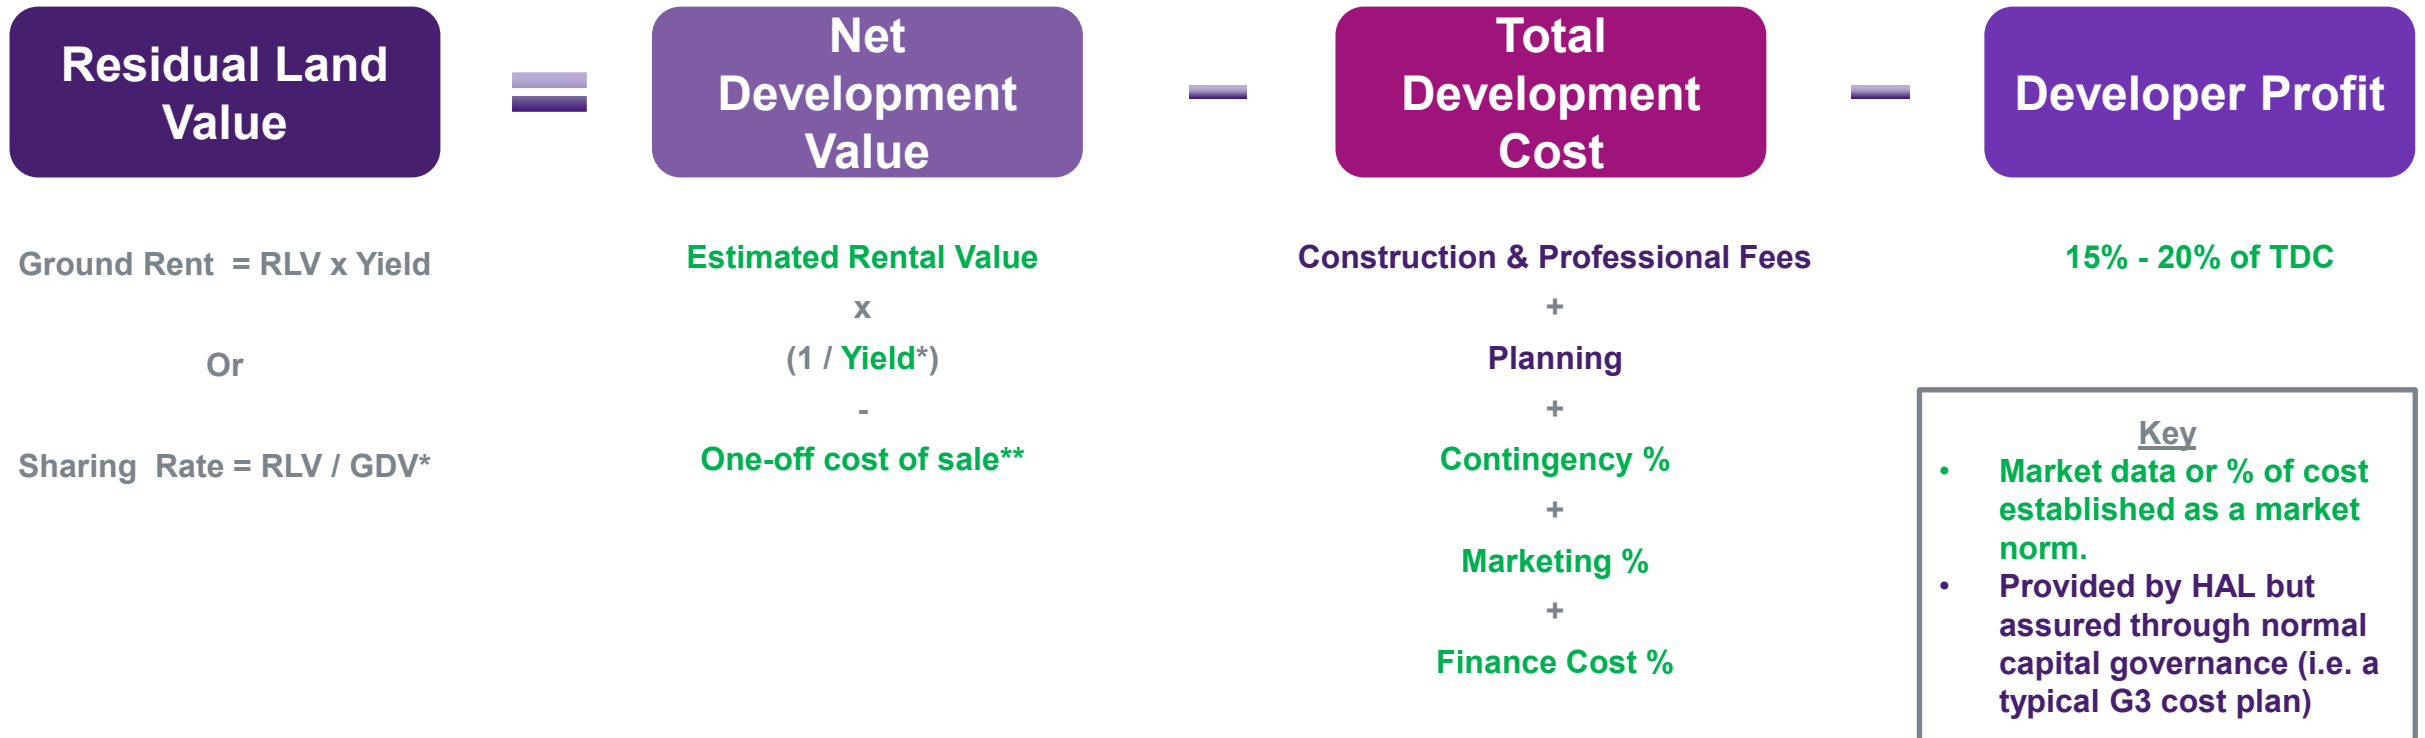 Residual Land
Value
=
Net
Development
Value
-
Total
Development
Cost
-
Developer Profit
Ground Rent = RLV x Yield
Or
Sharing Rate = RLV / GDV*
Estimated Rental Value
x
(1 / Yield*)
-
One-off cost of sale**
Construction & Professional Fees
+
Planning
+
Contingency %
+
Marketing %
+
Finance Cost %
15% - 20% of TDC
Key
• Market data or % of cost
established as a market
norm.
• Provided by HAL but
assured through normal
capital governance (i.e. a
typical G3 cost plan)